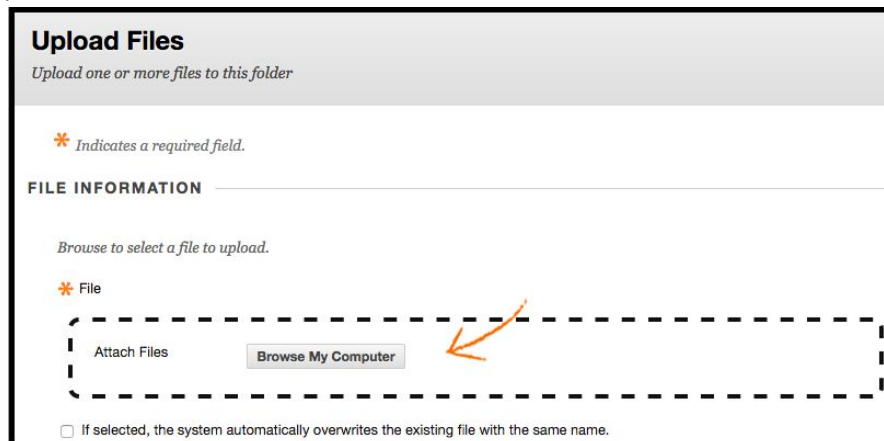 Upload Files
Upload one or more files to this folder
* Indicates a required field.
FILE INFORMATION
Browse to select a file to upload.
* File
Attach Files Browse My Computer
If selected, the system automatically overwrites the existing file with the same name.